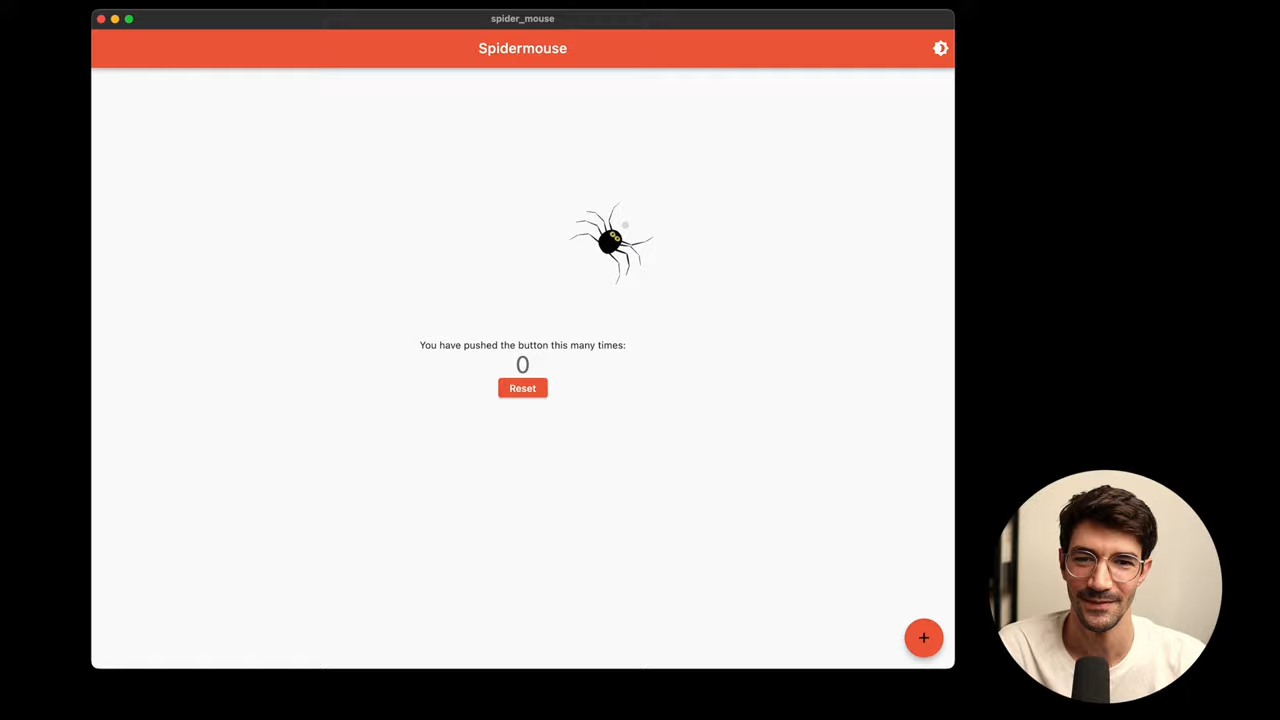 spider_mouse
Spidermouse
You have pushed the button this many times:
0
Reset
+